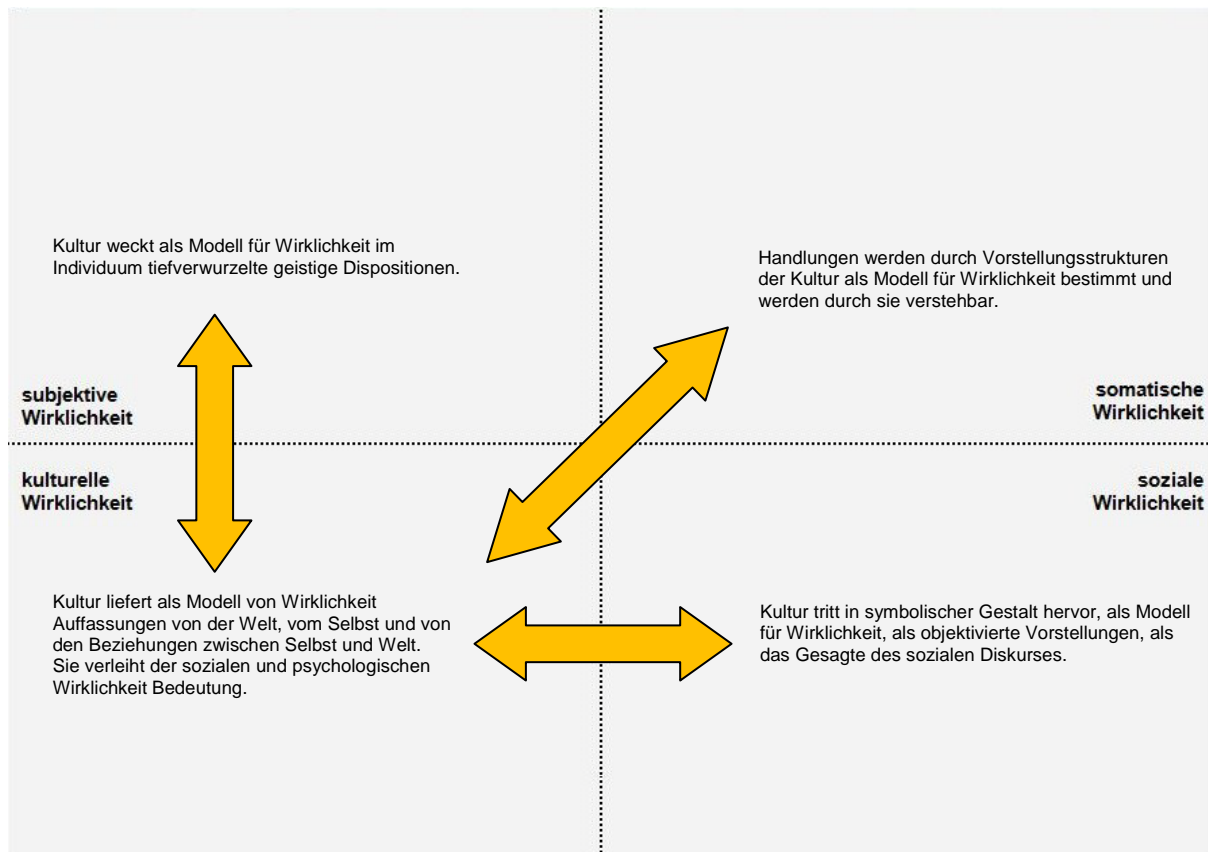 Kultur weckt als Modell für Wirklichkeit im
Individuum tiefverwurzelte geistige Dispositionen.
Handlungen werden durch Vorstellungsstrukturen
der Kultur als Modell für Wirklichkeit bestimmt und
werden durch sie verstehbar.
subjektive
Wirklichkeit
somatische
Wirklichkeit
kulturelle
Wirklichkeit
soziale
Wirklichkeit
Kultur liefert als Modell von Wirklichkeit
Auffassungen von der Welt, vom Selbst und von
den Beziehungen zwischen Selbst und Welt.
Sie verleiht der sozialen und psychologischen
Wirklichkeit Bedeutung.
Kultur tritt in symbolischer Gestalt hervor, als Modell
für Wirklichkeit, als objektivierte Vorstellungen, als
das Gesagte des sozialen Diskurses.